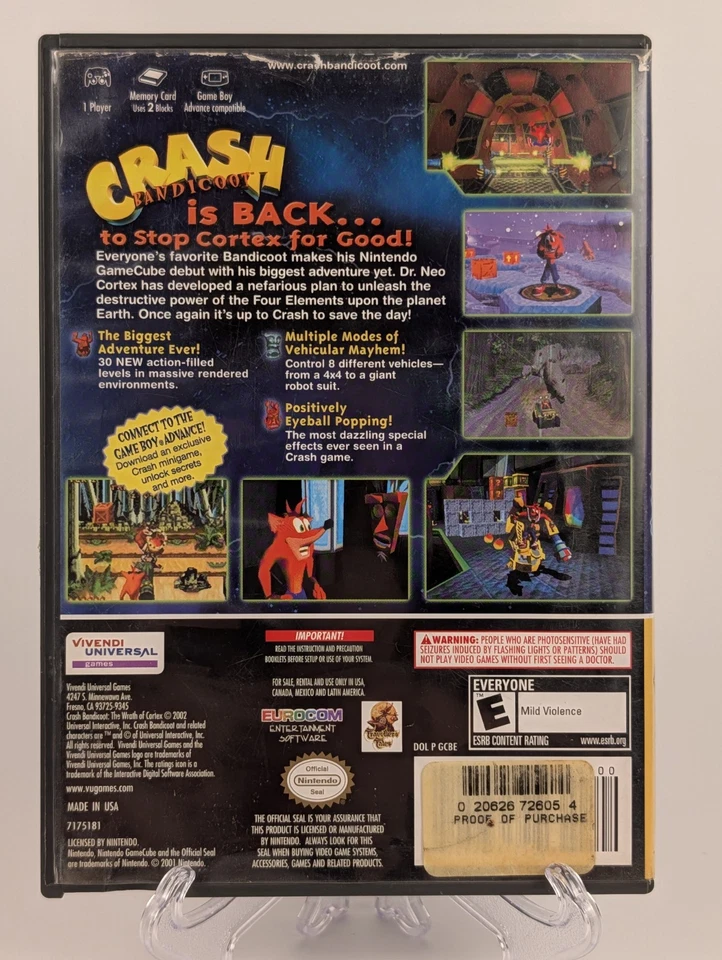 www.crashbandicoot.com
1 Player
Memory Card
Uses 2 Blocks
Game Boy
Advance compatible
CRASH
BANDICOOT
is BACK...
to Stop Cortex for Good!
Everyone's favorite Bandicoot makes his Nintendo
GameCube debut with his biggest adventure yet. Dr. Neo
Cortex has developed a nefarious plan to unleash the
destructive power of the Four Elements upon the planet
Earth. Once again it's up to Crash to save the day!
The Biggest
Adventure Ever!
30 NEW action-filled
levels in massive rendered
environments.
Multiple Modes of
Vehicular Mayhem!
Control 8 different vehicles—
from a 4x4 to a giant
robot suit.
Positively
Eyeball Popping!
The most dazzling special
effects ever seen in a
Crash game.
CONNECT TO THE
GAME BOY® ADVANCE!
Download an exclusive
Crash minigame,
unlock secrets
and more.
VIVENDI
UNIVERSAL
games
Vivendi Universal Games
4247 S. Minnewawa Ave.
Fresno, CA 93725-9345
Crash Bandicoot: The Wrath of Cortex © 2002
Universal Interactive, Inc. Crash Bandicoot and related
characters are ™ and © of Universal Interactive, Inc.
All rights reserved. Vivendi Universal Games and the
Vivendi Universal Games logo are trademarks of
Vivendi Universal Games, Inc. The ratings icon is a
trademark of the Interactive Digital Software Association.
www.vugames.com
MADE IN USA
7175181
LICENSED BY NINTENDO.
Nintendo, Nintendo GameCube and the Official Seal
are trademarks of Nintendo. © 2001 Nintendo.
IMPORTANT!
READ THE INSTRUCTION AND PRECAUTION
BOOKLETS BEFORE SETUP OR USE OF YOUR SYSTEM.
FOR SALE, RENTAL AND USE ONLY IN USA,
CANADA, MEXICO AND LATIN AMERICA.
EUROCOM
ENTERTAINMENT
SOFTWARE
Traveller's
Tales
Official
Nintendo
Seal
THE OFFICIAL SEAL IS YOUR ASSURANCE THAT
THIS PRODUCT IS LICENSED OR MANUFACTURED
BY NINTENDO. ALWAYS LOOK FOR THIS
SEAL WHEN BUYING VIDEO GAME SYSTEMS,
ACCESSORIES, GAMES AND RELATED PRODUCTS.
WARNING: PEOPLE WHO ARE PHOTOSENSITIVE (HAVE HAD
SEIZURES INDUCED BY FLASHING LIGHTS OR PATTERNS) SHOULD
NOT PLAY VIDEO GAMES WITHOUT FIRST SEEING A DOCTOR.
DOL P GCBE
EVERYONE
™
E
Mild Violence
ESRB CONTENT RATING www.esrb.org
0 0
0 20626 72605 4
PROOF OF PURCHASE